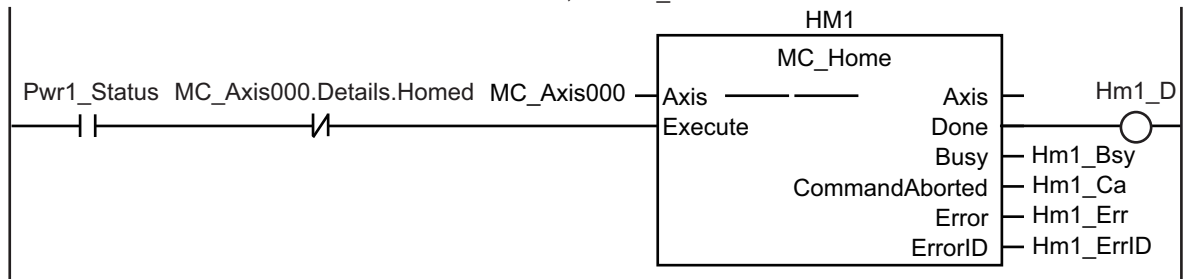 HM1
MC_Home
Pwr1_Status MC_Axis000.Details.Homed MC_Axis000 Axis Axis Hm1_D
Execute Done
Busy Hm1_Bsy
CommandAborted Hm1_Ca
Error Hm1_Err
ErrorID Hm1_ErrID